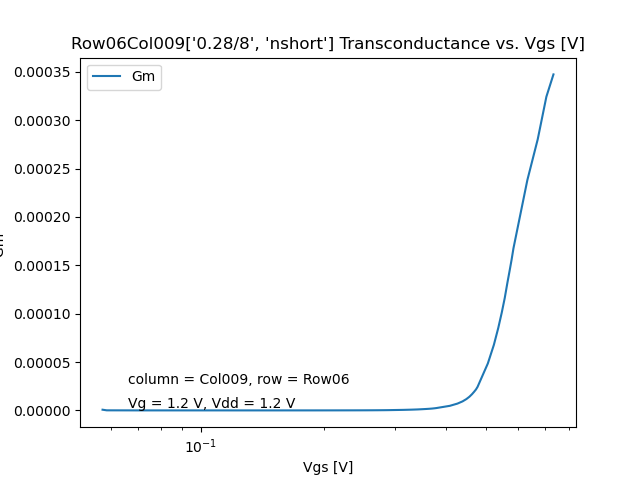 Row06Col009['0.28/8', 'nshort'] Transconductance vs. Vgs [V]
Gm
0.00035
0.00030
0.00025
0.00020
0.00015
0.00010
0.00005
0.00000
column = Col009, row = Row06
Vg = 1.2 V, Vdd = 1.2 V
10⁻¹
Vgs [V]